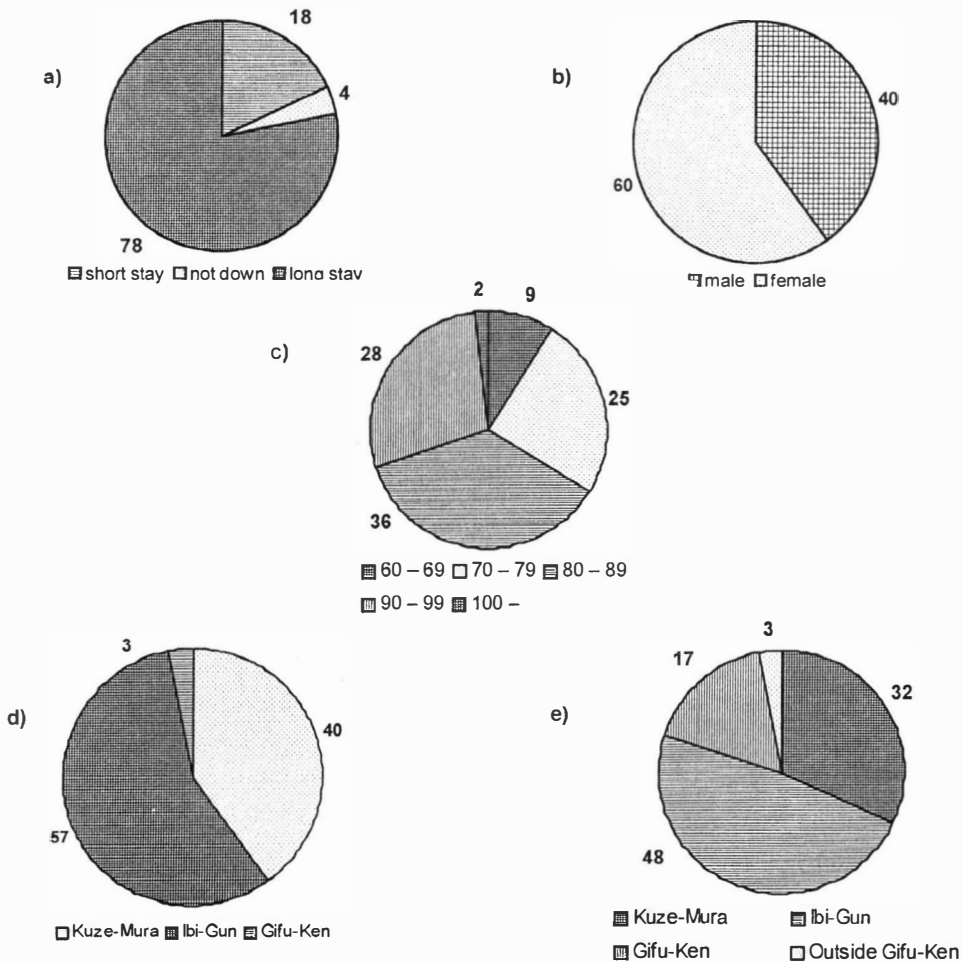 18
a)
b)
4
40
60
78
short stay not down long stay
male female
2 9
c)
28
25
36
60 – 69 70 – 79 80 – 89
90 – 99 100 –
3
3
17
32
d)
40
e)
57
48
Kuze-Mura Ibi-Gun Gifu-Ken
Kuze-Mura Ibi-Gun
Gifu-Ken Outside Gifu-Ken